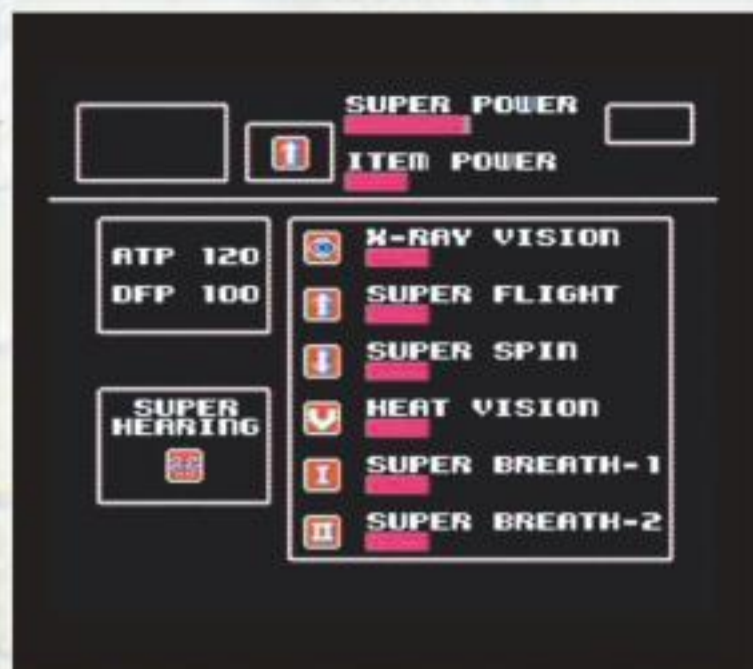 SUPER POWER
ITEM POWER
ATP 120
DFP 100
SUPER
HEARING
X-RAY VISION
SUPER FLIGHT
SUPER SPIN
HEAT VISION
I SUPER BREATH-1
II SUPER BREATH-2